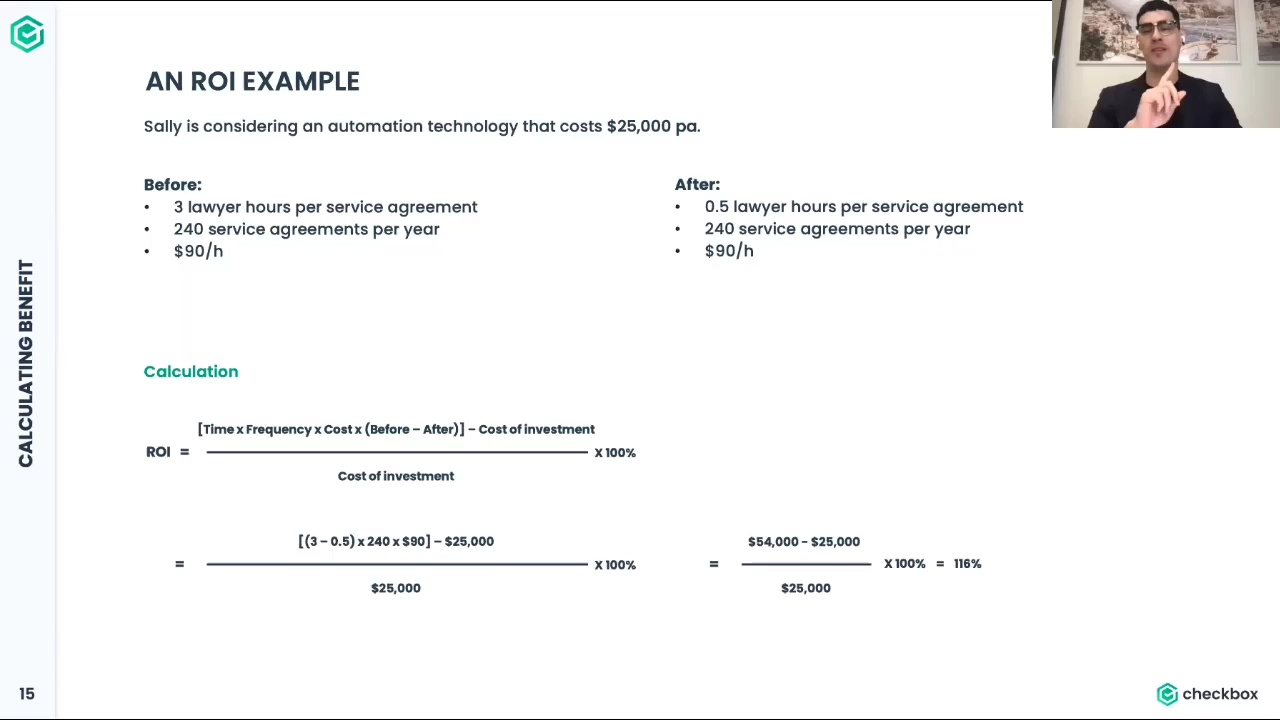 AN ROI EXAMPLE
Sally is considering an automation technology that costs $25,000 pa.
Before:
• 3 lawyer hours per service agreement
• 240 service agreements per year
• $90/h
After:
• 0.5 lawyer hours per service agreement
• 240 service agreements per year
• $90/h
CALCULATING BENEFIT
Calculation
[Time x Frequency x Cost x (Before – After)] – Cost of investment
ROI =
X 100%
Cost of investment
[(3 – 0.5) x 240 x $90] – $25,000
=
X 100%
$25,000
$54,000 - $25,000
=
X 100% = 116%
$25,000
15
checkbox